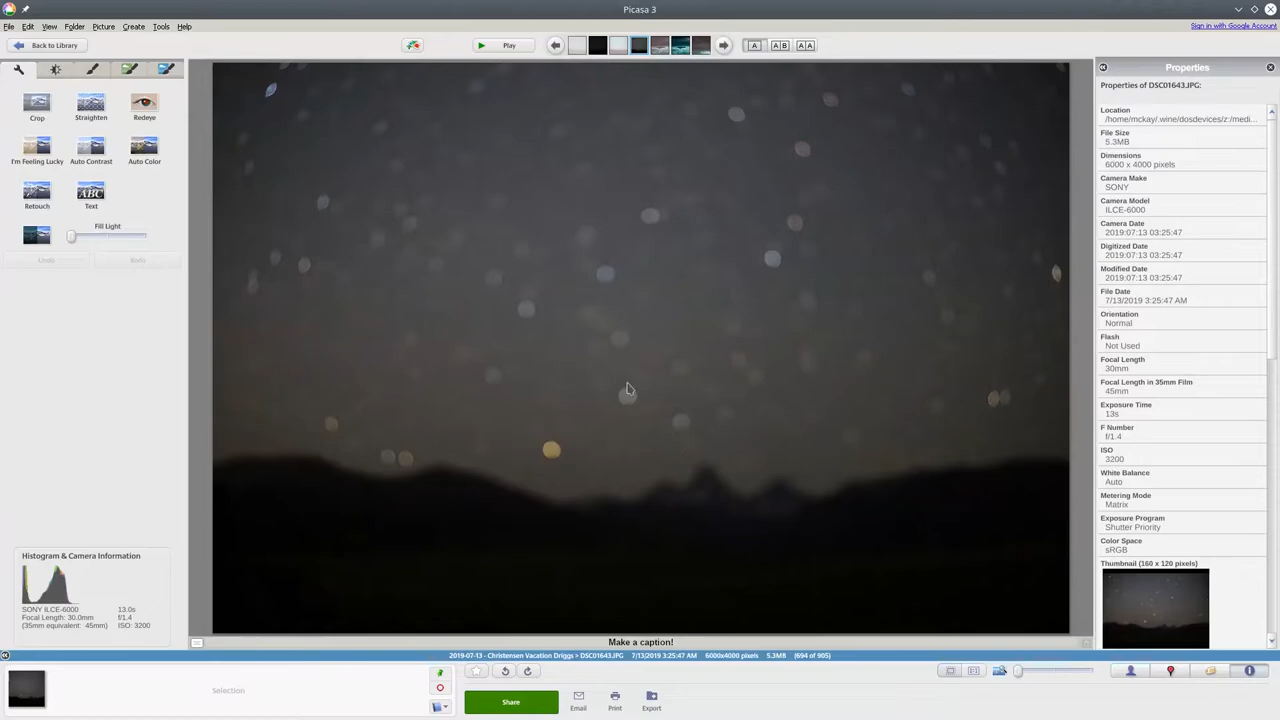 Picasa 3
File Edit View Folder Picture Create Tools Help
Sign in with Google Account
Back to Library
Play
A
A B
A A
Properties
Properties of DSC01643.JPG:
Crop
Straighten
Redeye
I'm Feeling Lucky
Auto Contrast
Auto Color
Retouch
ABC
Text
Fill Light
Undo
Redo
Location
/home/mckay/.wine/dosdevices/z:/medi...
File Size
5.3MB
Dimensions
6000 x 4000 pixels
Camera Make
SONY
Camera Model
ILCE-6000
Camera Date
2019:07:13 03:25:47
Digitized Date
2019:07:13 03:25:47
Modified Date
2019:07:13 03:25:47
File Date
7/13/2019 3:25:47 AM
Orientation
Normal
Flash
Not Used
Focal Length
30mm
Focal Length in 35mm Film
45mm
Exposure Time
13s
F Number
f/1.4
ISO
3200
White Balance
Auto
Metering Mode
Matrix
Exposure Program
Shutter Priority
Color Space
sRGB
Thumbnail (160 x 120 pixels)
Histogram & Camera Information
SONY ILCE-6000 13.0s
Focal Length: 30.0mm f/1.4
(35mm equivalent: 45mm) ISO: 3200
Make a caption!
2019-07-13 - Christensen Vacation Driggs > DSC01643.JPG 7/13/2019 3:25:47 AM 6000x4000 pixels 5.3MB (694 of 905)
Selection
Share
Email
Print
Export
1:1